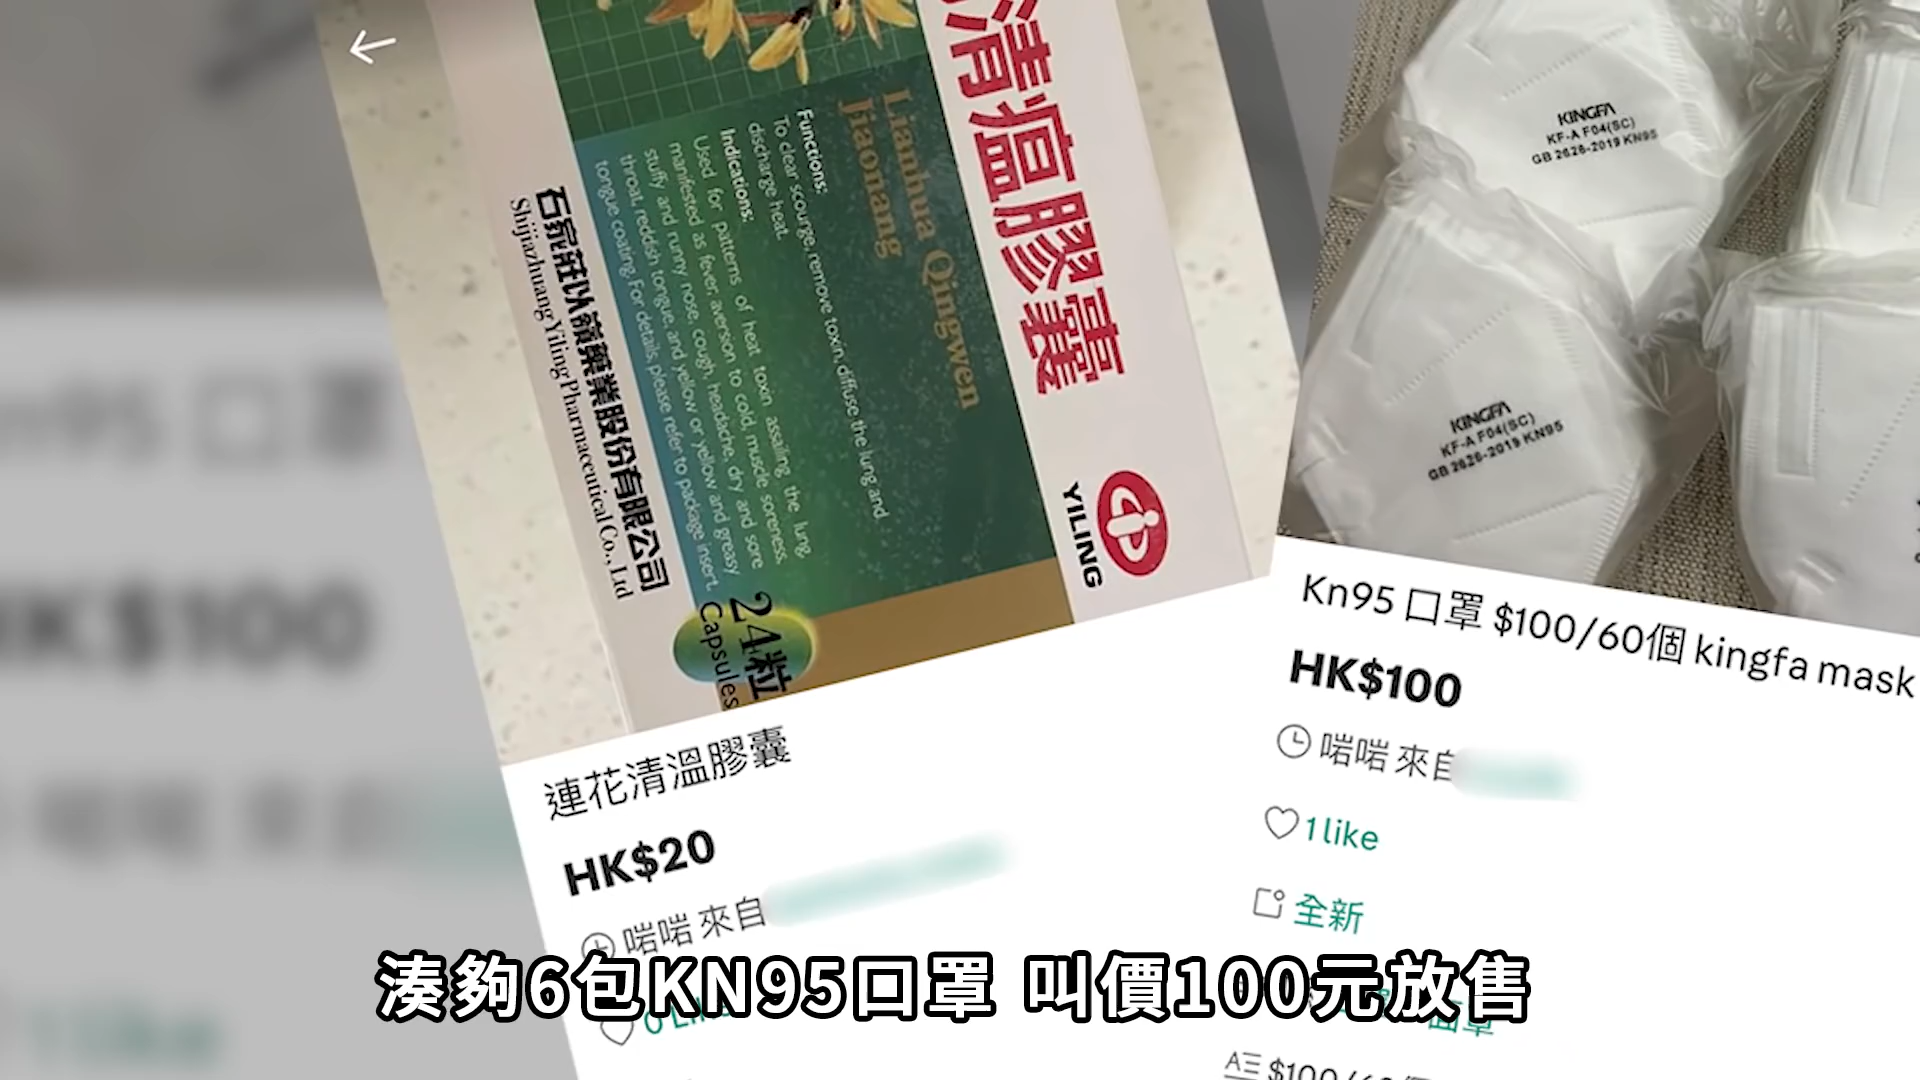 清瘟膠囊
Lianhua Qingwen
Jiaonang
Functions:
To clear scourge, remove toxin, diffuse the lung and
discharge heat.
Indications:
Used for patterns of heat toxin assailing the lung
manifested as fever, aversion to cold, muscle soreness,
stuffy and runny nose, cough, headache, dry and sore
throat, reddish tongue, and yellow or yellow and greasy
tongue coating. For details, please refer to package insert.
石家莊以嶺藥業股份有限公司
Shijiazhuang Yiling Pharmaceutical Co., Ltd
YILING
24粒
Capsules
連花清溫膠囊
HK$20
啱啱 來自
0 Like
KINGFA
KF-A F04(SC)
GB 2626-2019 KN95
KINGFA
KF-A F04(SC)
GB 2626-2019 KN95
Kn95 口罩 $100/60個 kingfa mask
HK$100
啱啱 來自
1 like
全新
$100/60個
湊夠6包KN95口罩 叫價100元放售